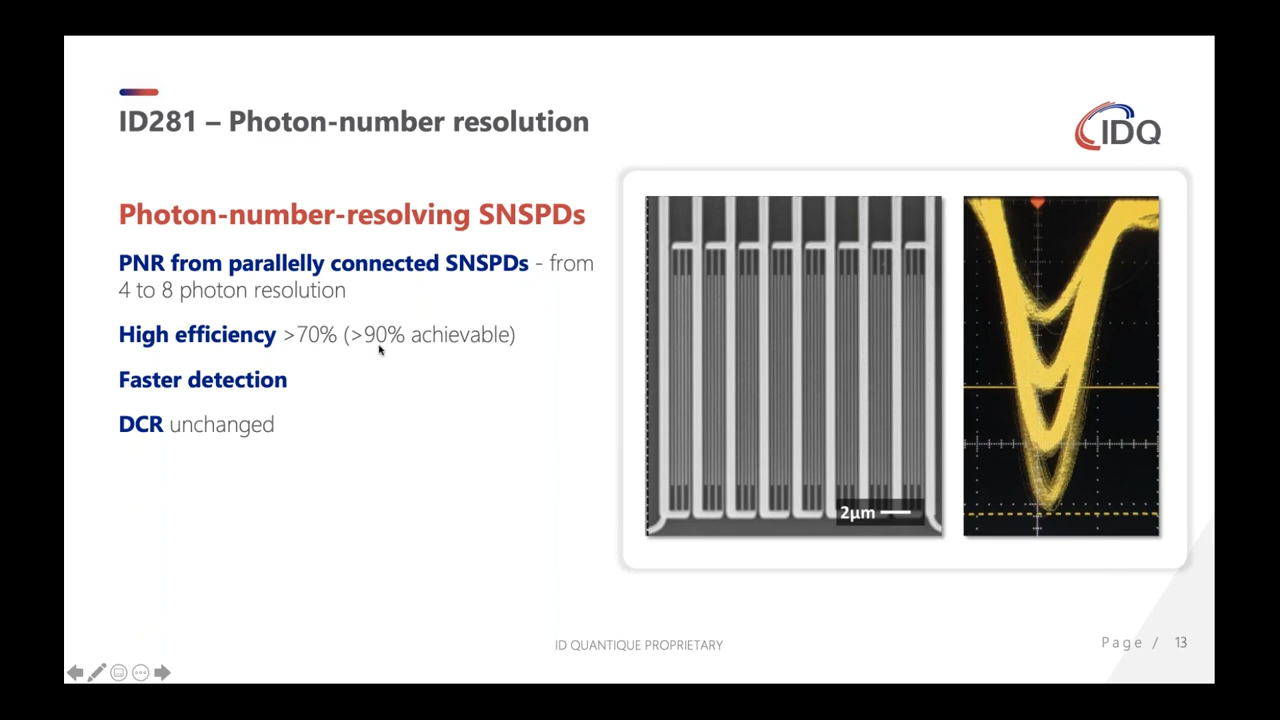 ID281 – Photon-number resolution
IDQ
Photon-number-resolving SNSPDs
PNR from parallelly connected SNSPDs - from
4 to 8 photon resolution
High efficiency >70% (>90% achievable)
Faster detection
DCR unchanged
2µm
ID QUANTIQUE PROPRIETARY
Page / 13